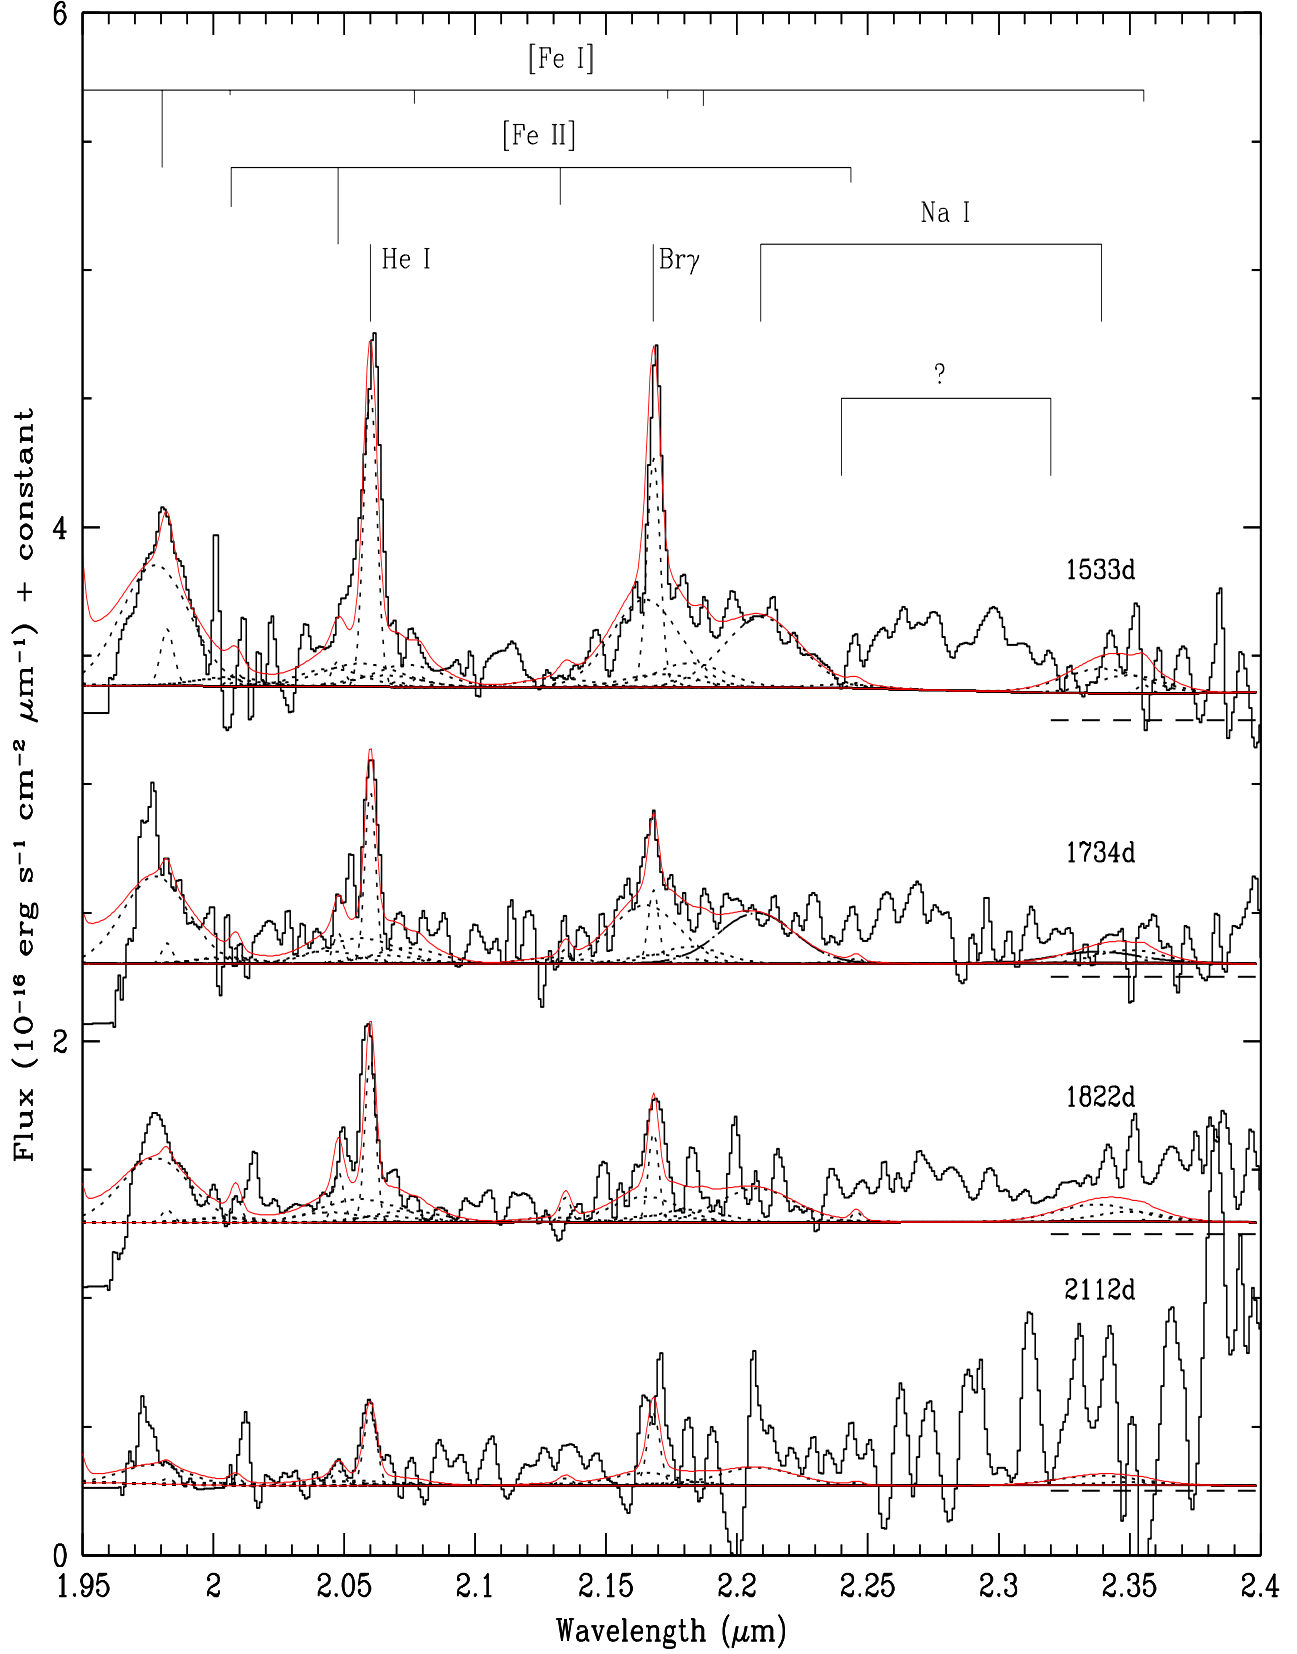 [Fe I]
[Fe II]
Na I
He I
Brγ
?
1533d
1734d
1822d
2112d
6
4
2
0
1.95 2 2.05 2.1 2.15 2.2 2.25 2.3 2.35 2.4
Wavelength (μm)
Flux (10⁻¹⁶ erg s⁻¹ cm⁻² μm⁻¹) + constant